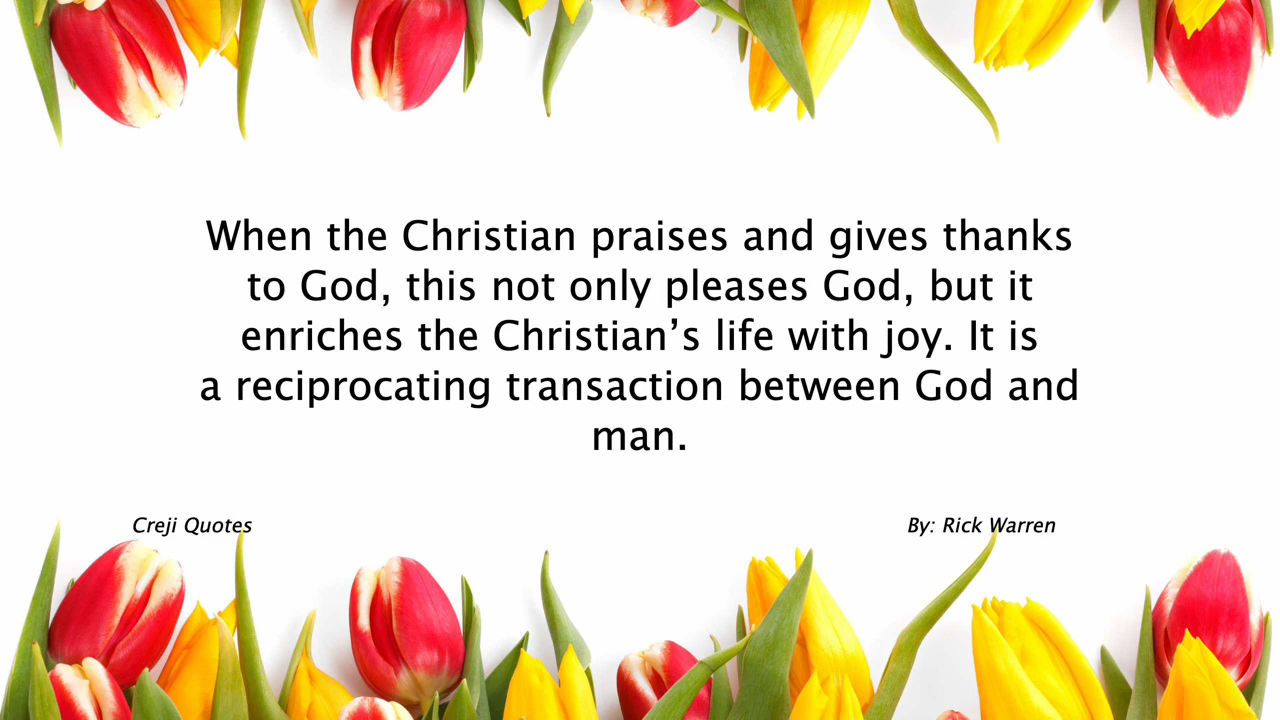 When the Christian praises and gives thanks
to God, this not only pleases God, but it
enriches the Christian’s life with joy. It is
a reciprocating transaction between God and
man.
Creji Quotes
By: Rick Warren